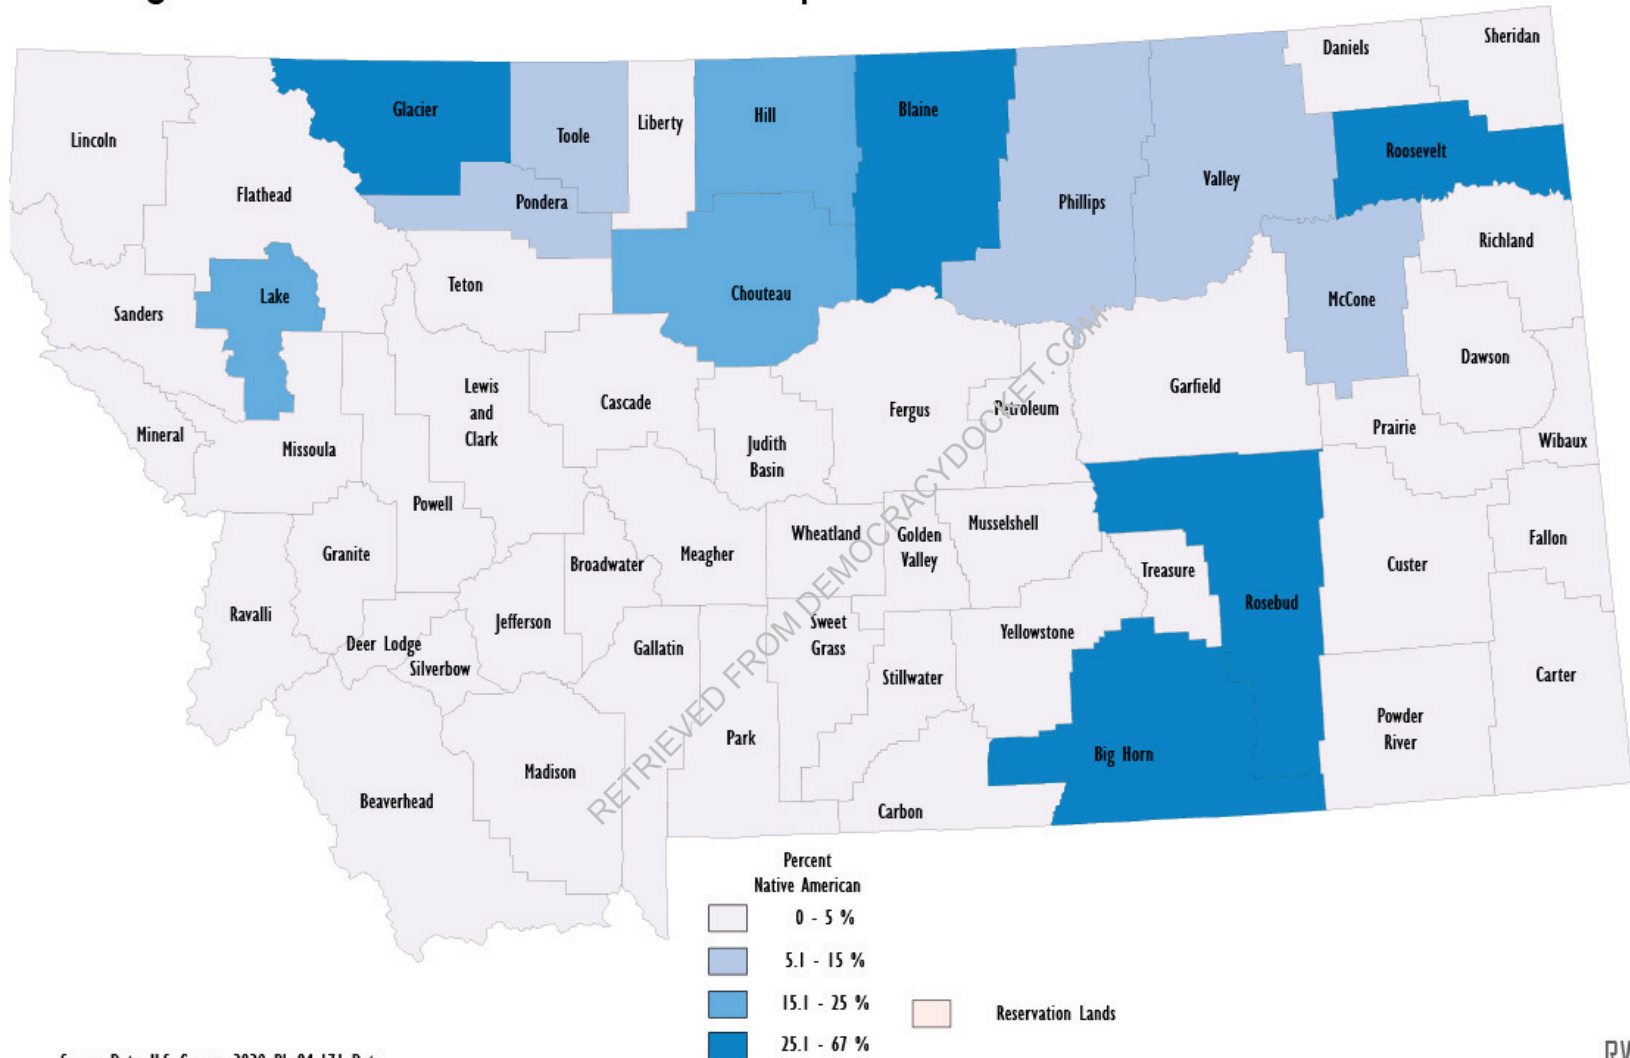 Sheridan
Daniels
Glacier
Hill
Blaine
Liberty
Toole
Lincoln
Roosevelt
Valley
Flathead
Pondera
Phillips
Richland
Teton
Chouteau
Lake
McCone
Sanders
Dawson
Lewis
and
Clark
Cascade
Fergus
Petroleum
Garfield
Prairie
Wibaux
Mineral
Missoula
Judith
Basin
Powell
Wheatland
Golden
Valley
Musselshell
Fallon
Granite
Meagher
Broadwater
Treasure
Custer
Rosebud
Ravalli
Jefferson
Deer Lodge
Silverbow
Gallatin
Sweet
Grass
Yellowstone
Stillwater
Carter
Powder
River
Park
Big Horn
Madison
Beaverhead
Carbon
RETRIEVED FROM DEMOCRACYDOCKET.COM
Percent
Native American
0 - 5 %
5.1 - 15 %
15.1 - 25 %
25.1 - 67 %
Reservation Lands